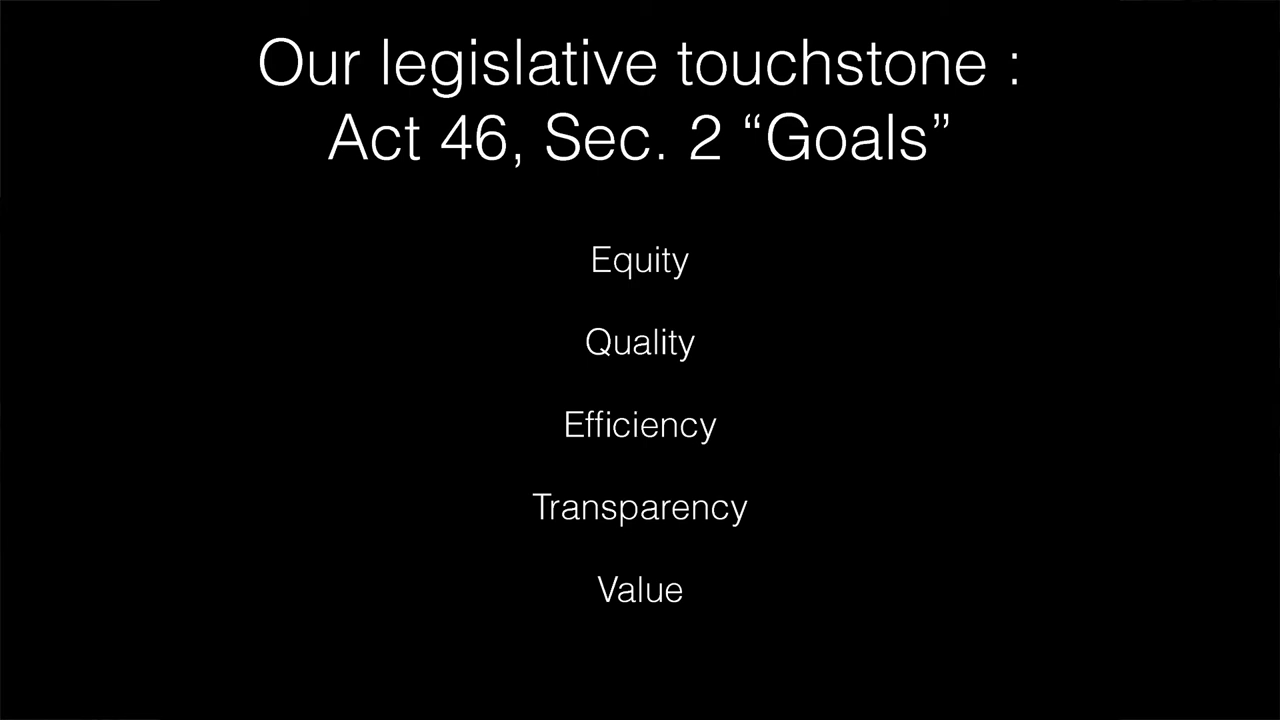 Our legislative touchstone :
Act 46, Sec. 2 “Goals”
Equity
Quality
Efficiency
Transparency
Value